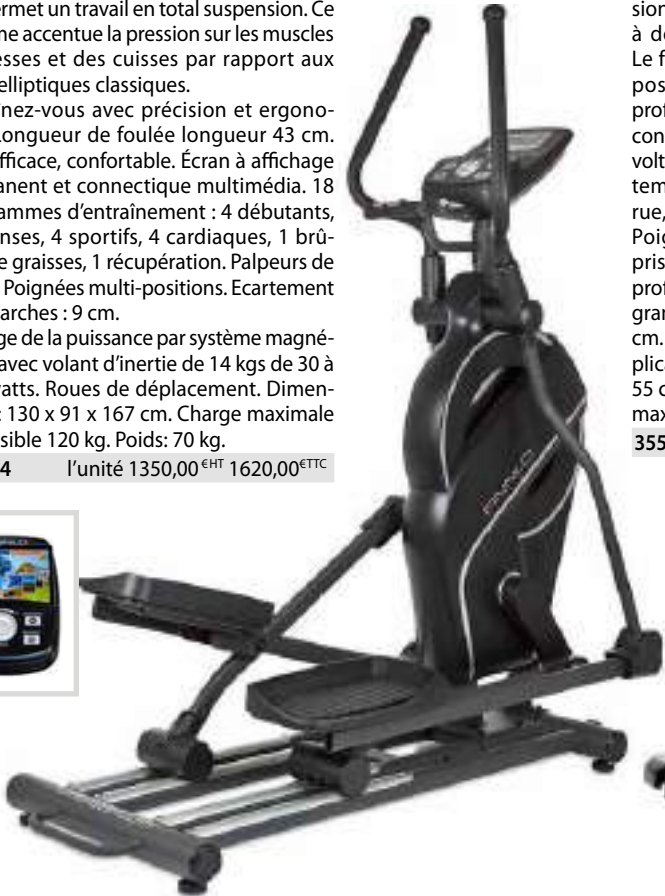 rmet un travail en total suspension. Ce
me accentue la pression sur les muscles
esses et des cuisses par rapport aux
elliptiques classiques.
nez-vous avec précision et ergono-
ongueur de foulée longueur 43 cm.
fficace, confortable. Écran à affichage
anent et connectique multimédia. 18
ammes d'entraînement : 4 débutants,
nses, 4 sportifs, 4 cardiaques, 1 brû-
e graisses, 1 récupération. Palpeurs de
Poignées multi-positions. Ecartement
arches : 9 cm.
ge de la puissance par système magné-
avec volant d'inertie de 14 kgs de 30 à
watts. Roues de déplacement. Dimen-
: 130 x 91 x 167 cm. Charge maximale
sible 120 kg. Poids: 70 kg.
4 l'unité 1350,00 €HT 1620,00€TTC
sion
à de
Le f
pos
prof
con
volt
tem
rue,
Poig
pris
prof
gran
cm.
plica
55 c
max
355